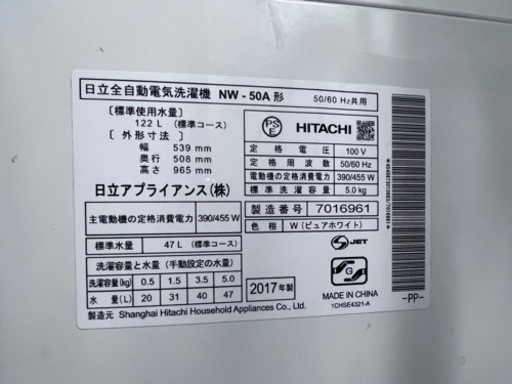 日立全自動電気洗濯機 NW-50A形 50/60 Hz共用
[標準使用水量]
122 L (標準コース)
[外形寸法]
幅 539 mm
奥行 508 mm
高さ 965 mm
日立アプライアンス(株)
主電動機の定格消費電力 390/455 W
標準水量 47 L (標準コース)
洗濯容量と水量 (手動設定の水量)
洗濯容量(kg) 0.5 1.5 3.5 5.0
水量(L) 20 31 40 47
製造元 Shanghai Hitachi Household Appliances Co., Ltd.
PSE HITACHI
定格電圧 100 V
定格周波数 50/60 Hz
定格消費電力 390/455 W
標準洗濯容量 5.0kg
製造番号 7016961
色相 W (ピュアホワイト)
2017年製
S JET
G
MADE IN CHINA
1CHSE4321-A
-PP-